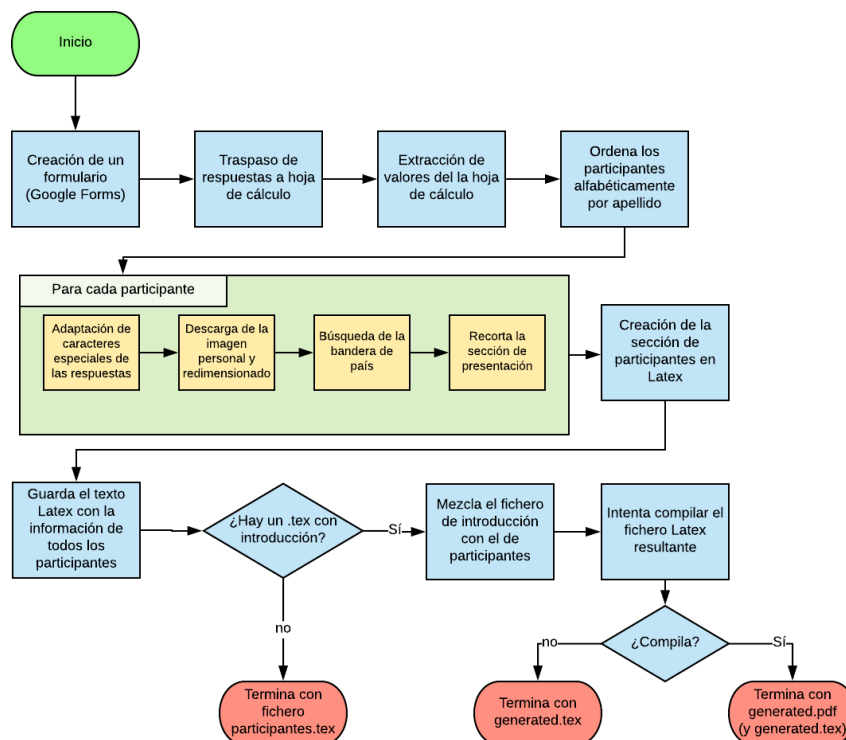 Inicio
Creación de un
formulario
(Google Forms)
Traspaso de
respuestas a hoja
de cálculo
Extracción de
valores del la hoja
de cálculo
Ordena los
participantes
alfabéticamente
por apellido
Para cada participante
Adaptación de
caracteres
especiales de
las respuestas
Descarga de la
imagen
personal y
redimensionado
Búsqueda de la
bandera de
país
Recorta la
sección de
presentación
Creación de la
sección de
participantes en
Latex
Guarda el texto
Latex con la
información de
todos los
participantes
¿Hay un .tex con
introducción?
Sí
Mezcla el fichero
de introducción
con el de
participantes
Intenta compilar el
fichero Latex
resultante
no
¿Compila?
no
Sí
Termina con
fichero
participantes.tex
Termina con
generated.tex
Termina con
generated.pdf
(y generated.tex)